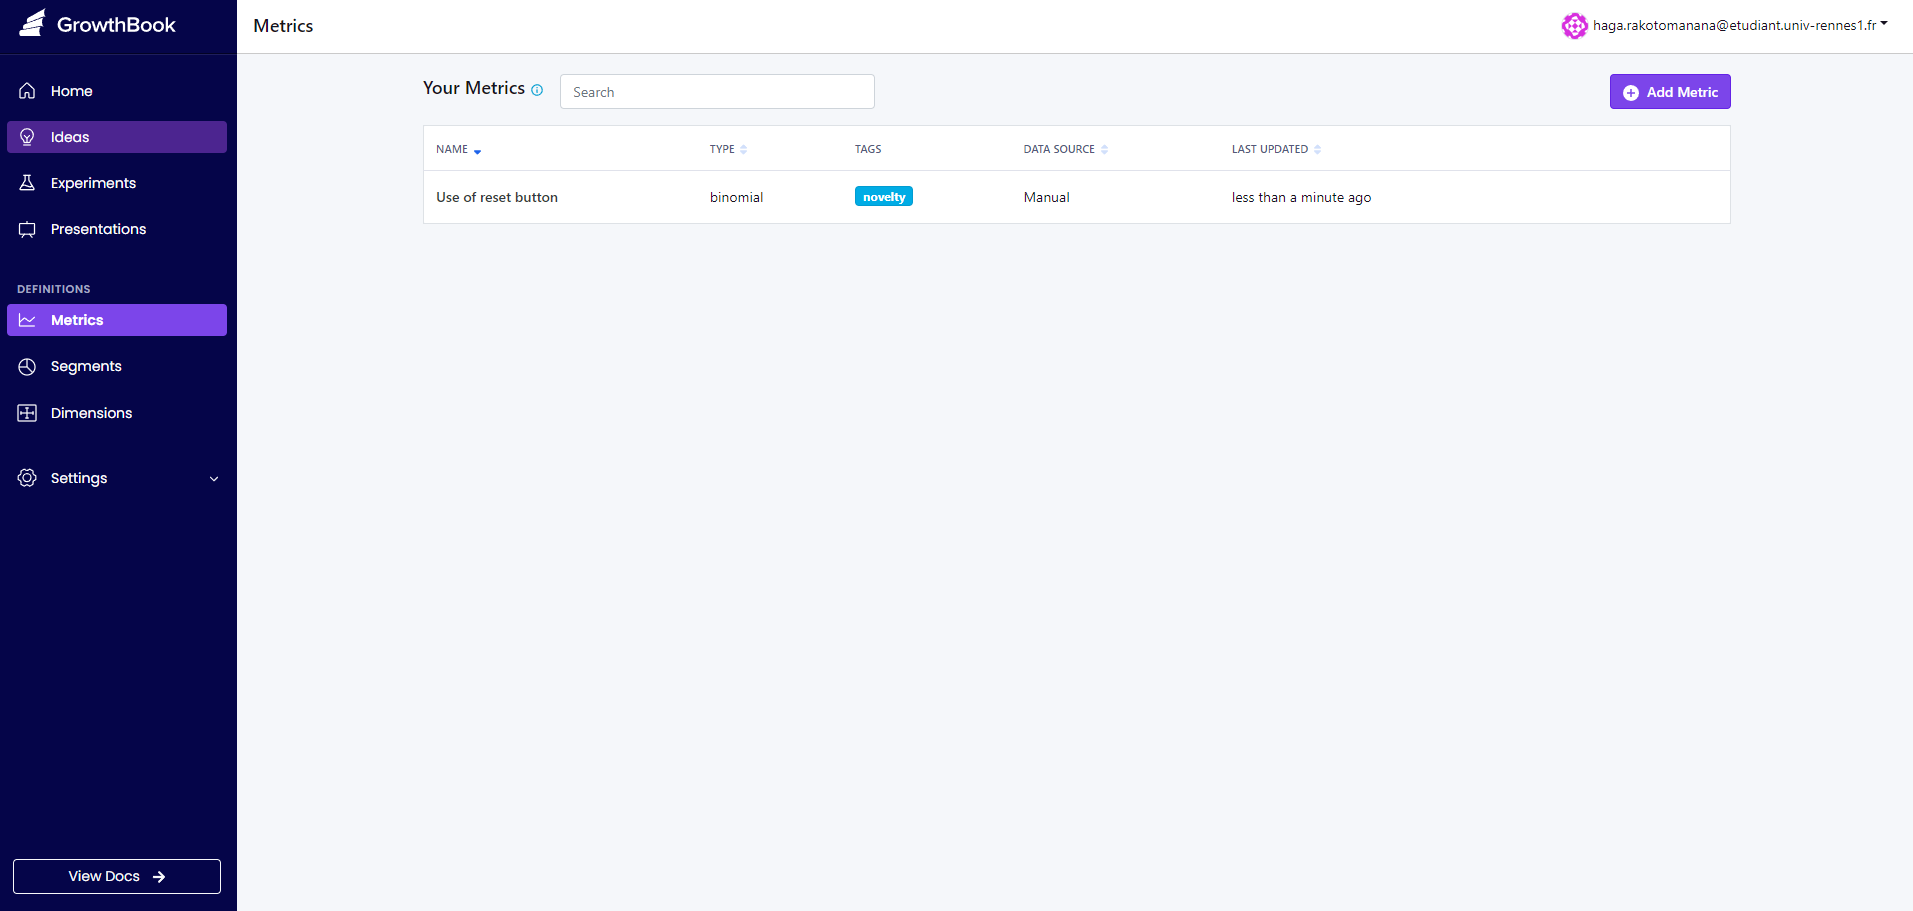 GrowthBook
Metrics
haga.rakotomanana@etudiant.univ-rennes1.fr
Home
Ideas
Experiments
Presentations
DEFINITIONS
Metrics
Segments
Dimensions
Settings
View Docs
Your Metrics
Search
Add Metric
NAME TYPE TAGS DATA SOURCE LAST UPDATED
Use of reset button binomial novelty Manual less than a minute ago